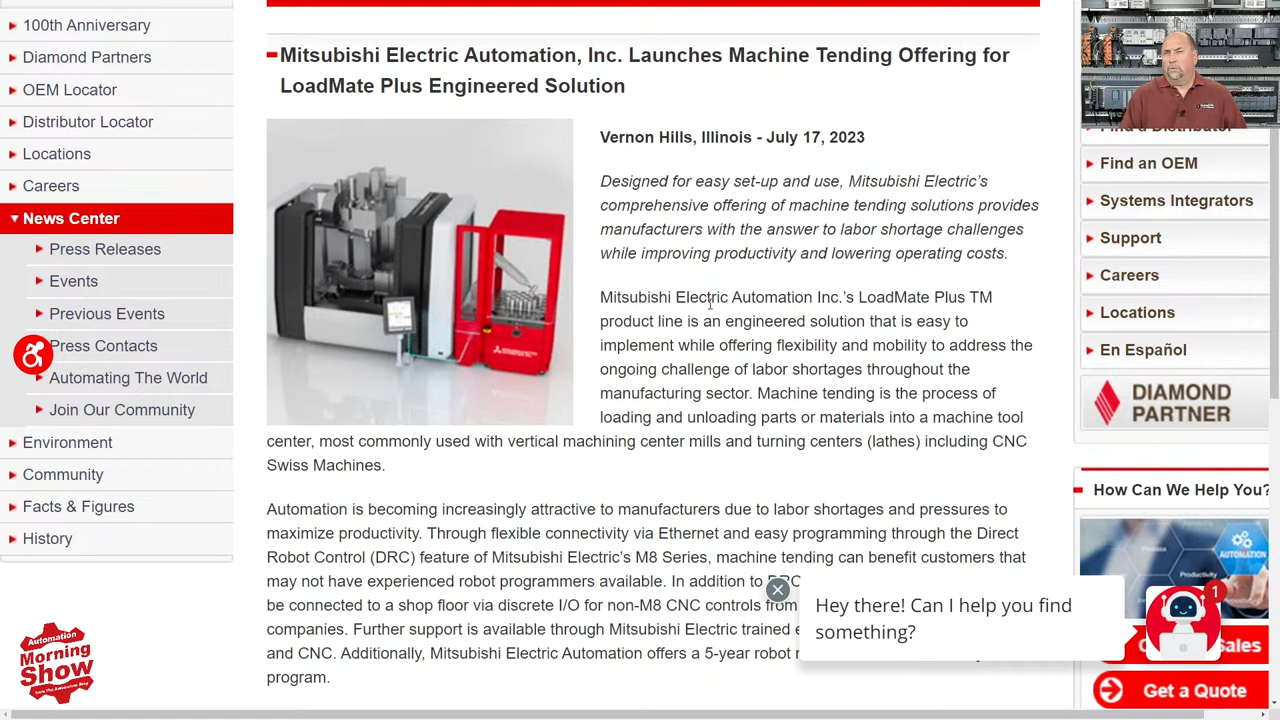 100th Anniversary
Diamond Partners
OEM Locator
Distributor Locator
Locations
Careers
News Center
Press Releases
Events
Previous Events
Press Contacts
Automating The World
Join Our Community
Environment
Community
Facts & Figures
History
Automation
Morning
Show
Mitsubishi Electric Automation, Inc. Launches Machine Tending Offering for
LoadMate Plus Engineered Solution
Vernon Hills, Illinois - July 17, 2023
Designed for easy set-up and use, Mitsubishi Electric’s
comprehensive offering of machine tending solutions provides
manufacturers with the answer to labor shortage challenges
while improving productivity and lowering operating costs.
Mitsubishi Electric Automation Inc.’s LoadMate Plus TM
product line is an engineered solution that is easy to
implement while offering flexibility and mobility to address the
ongoing challenge of labor shortages throughout the
manufacturing sector. Machine tending is the process of
loading and unloading parts or materials into a machine tool
center, most commonly used with vertical machining center mills and turning centers (lathes) including CNC
Swiss Machines.
Automation is becoming increasingly attractive to manufacturers due to labor shortages and pressures to
maximize productivity. Through flexible connectivity via Ethernet and easy programming through the Direct
Robot Control (DRC) feature of Mitsubishi Electric’s M8 Series, machine tending can benefit customers that
may not have experienced robot programmers available. In addition to DRC
be connected to a shop floor via discrete I/O for non-M8 CNC controls from
companies. Further support is available through Mitsubishi Electric trained
and CNC. Additionally, Mitsubishi Electric Automation offers a 5-year robot
program.
Find a Distributor
Find an OEM
Systems Integrators
Support
Careers
Locations
En Español
DIAMOND
PARTNER
How Can We Help You?
Process
Productivity
AUTOMATION
Hey there! Can I help you find
something?
1
Sales
Get a Quote